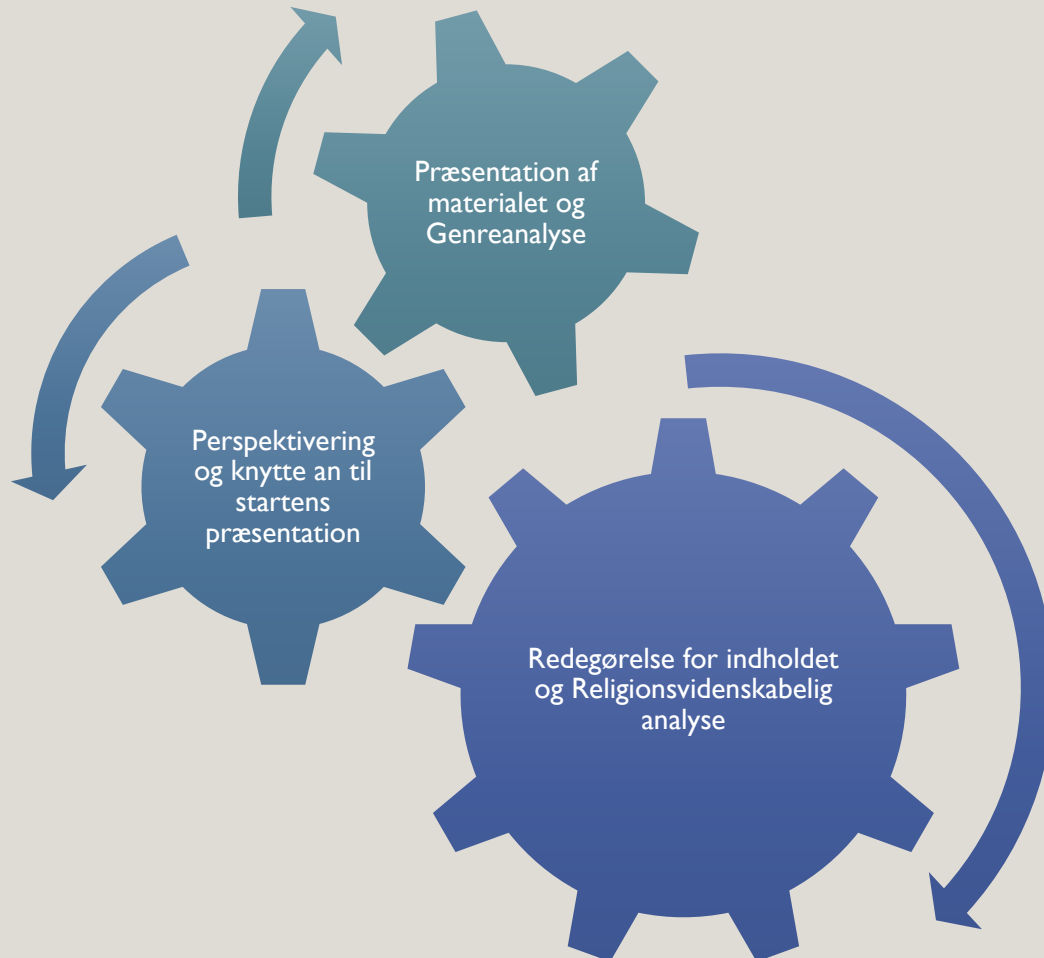 Præsentation af
materialet og
Genreanalyse
Perspektivering
og knytte an til
startens
præsentation
Redegørelse for indholdet
og Religionsvidenskabelig
analyse